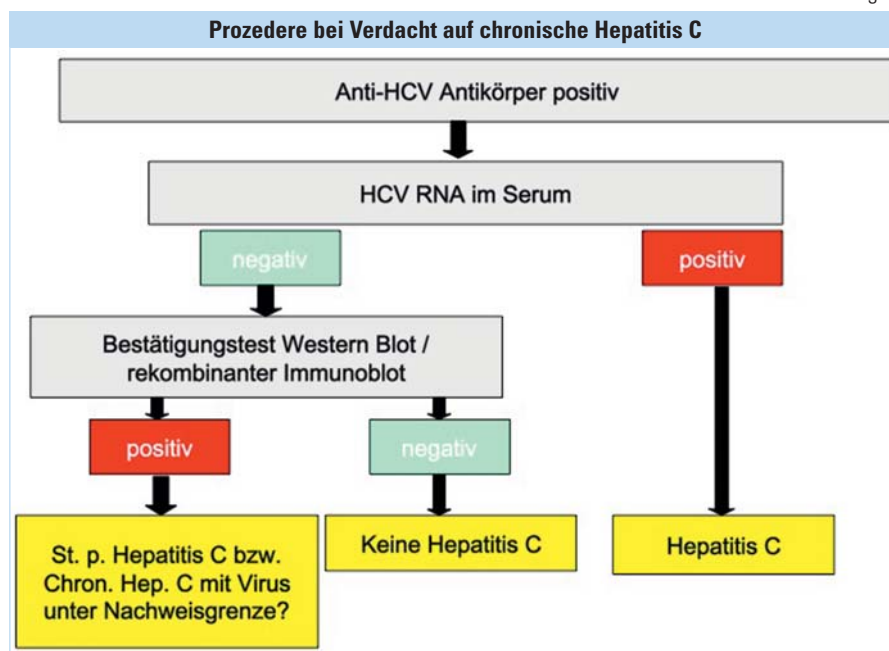 Prozedere bei Verdacht auf chronische Hepatitis C
Anti-HCV Antikörper positiv
HCV RNA im Serum
negativ
positiv
Bestätigungstest Western Blot /
rekombinanter Immunoblot
positiv
negativ
St. p. Hepatitis C bzw.
Chron. Hep. C mit Virus
unter Nachweisgrenze?
Keine Hepatitis C
Hepatitis C